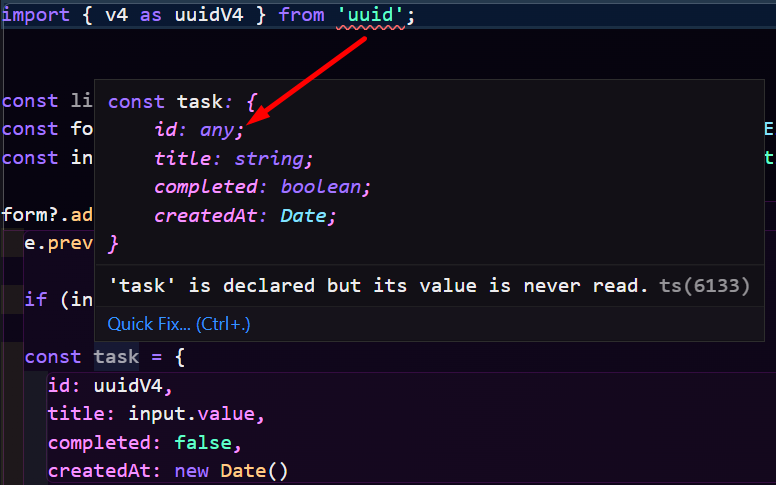 import { v4 as uuidV4 } from 'uuid';
const li
const task: {
const fo
id: any;
E
const in
title: string;
t
completed: boolean;
form?.ad
createdAt: Date;
e.prev
}
if (in
'task' is declared but its value is never read. ts(6133)
Quick Fix... (Ctrl+.)
const task = {
id: uuidV4,
title: input.value,
completed: false,
createdAt: new Date()